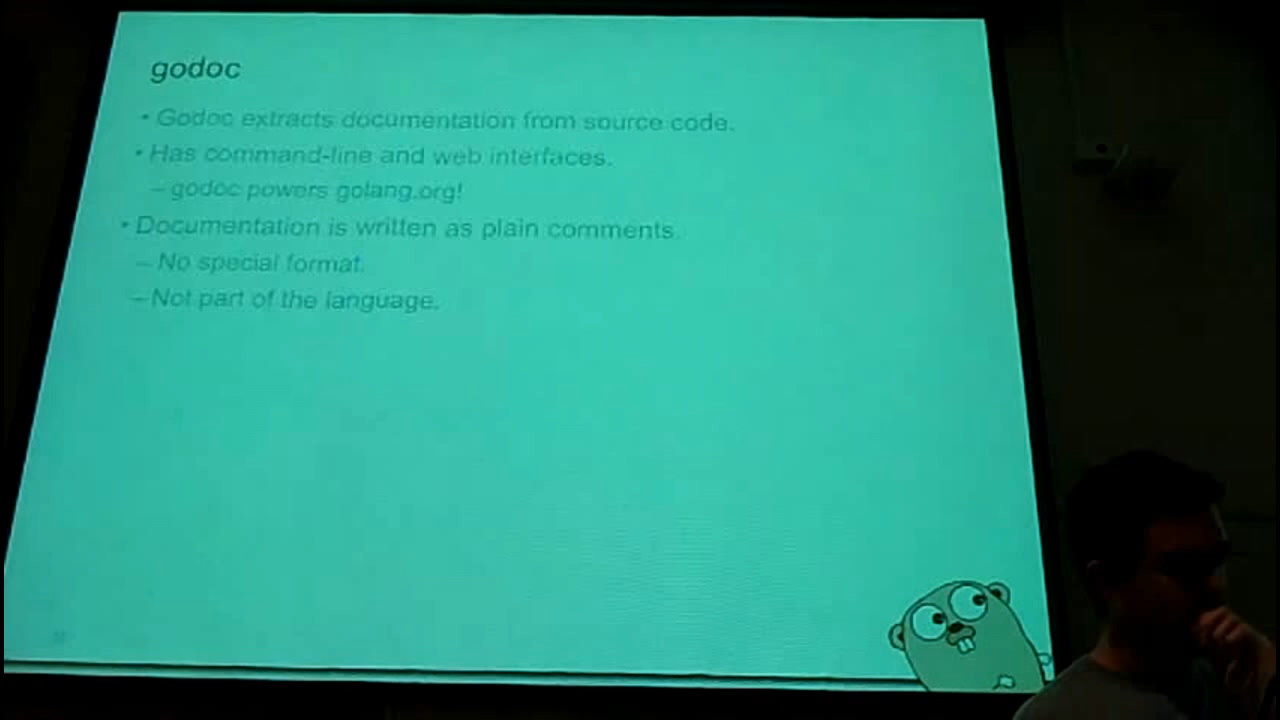 godoc
• Godoc extracts documentation from source code.
• Has command-line and web interfaces.
– godoc powers golang.org!
• Documentation is written as plain comments.
– No special format.
– Not part of the language.